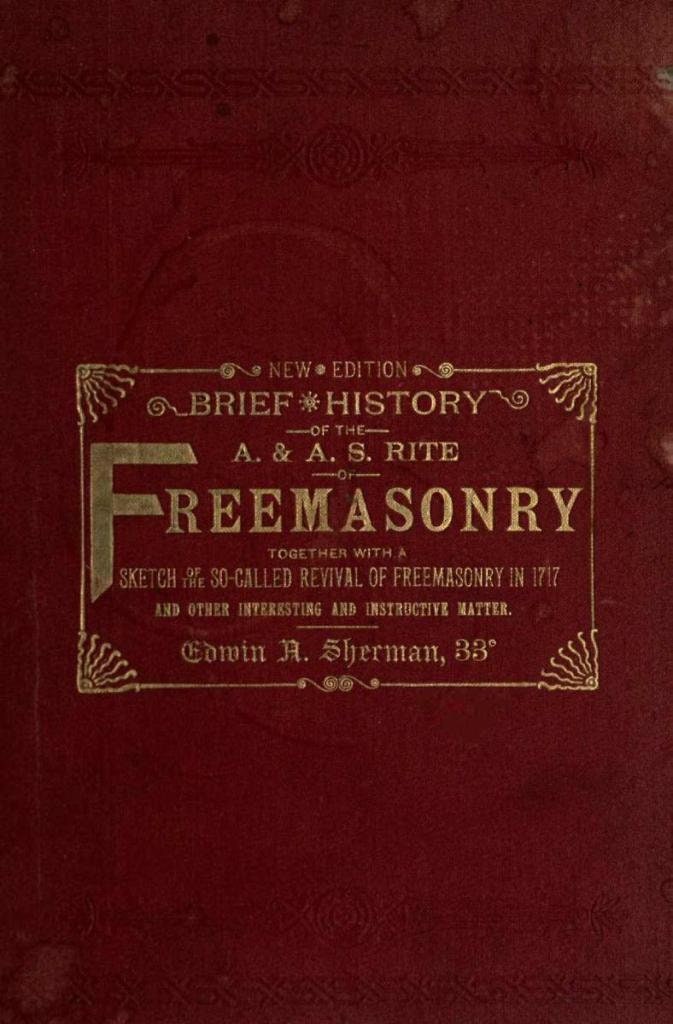 NEW EDITION
BRIEF HISTORY
OF THE
A. & A. S. RITE
OF
FREEMASONRY
TOGETHER WITH A
SKETCH OF THE SO-CALLED REVIVAL OF FREEMASONRY IN 1717
AND OTHER INTERESTING AND INSTRUCTIVE MATTER.
Edwin A. Sherman, 33°